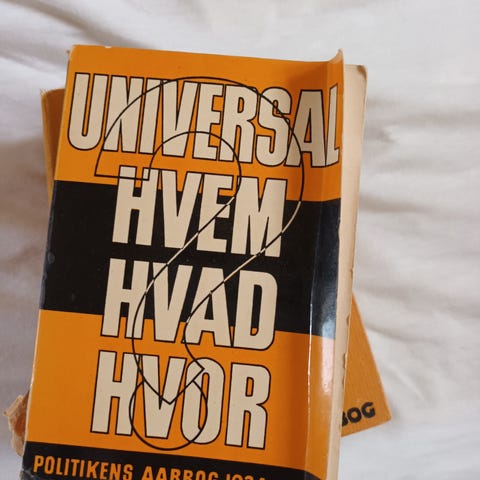 UNIVERSAL
HVEM
HVAD
HVOR
POLITIKENS AARBOG
BOG